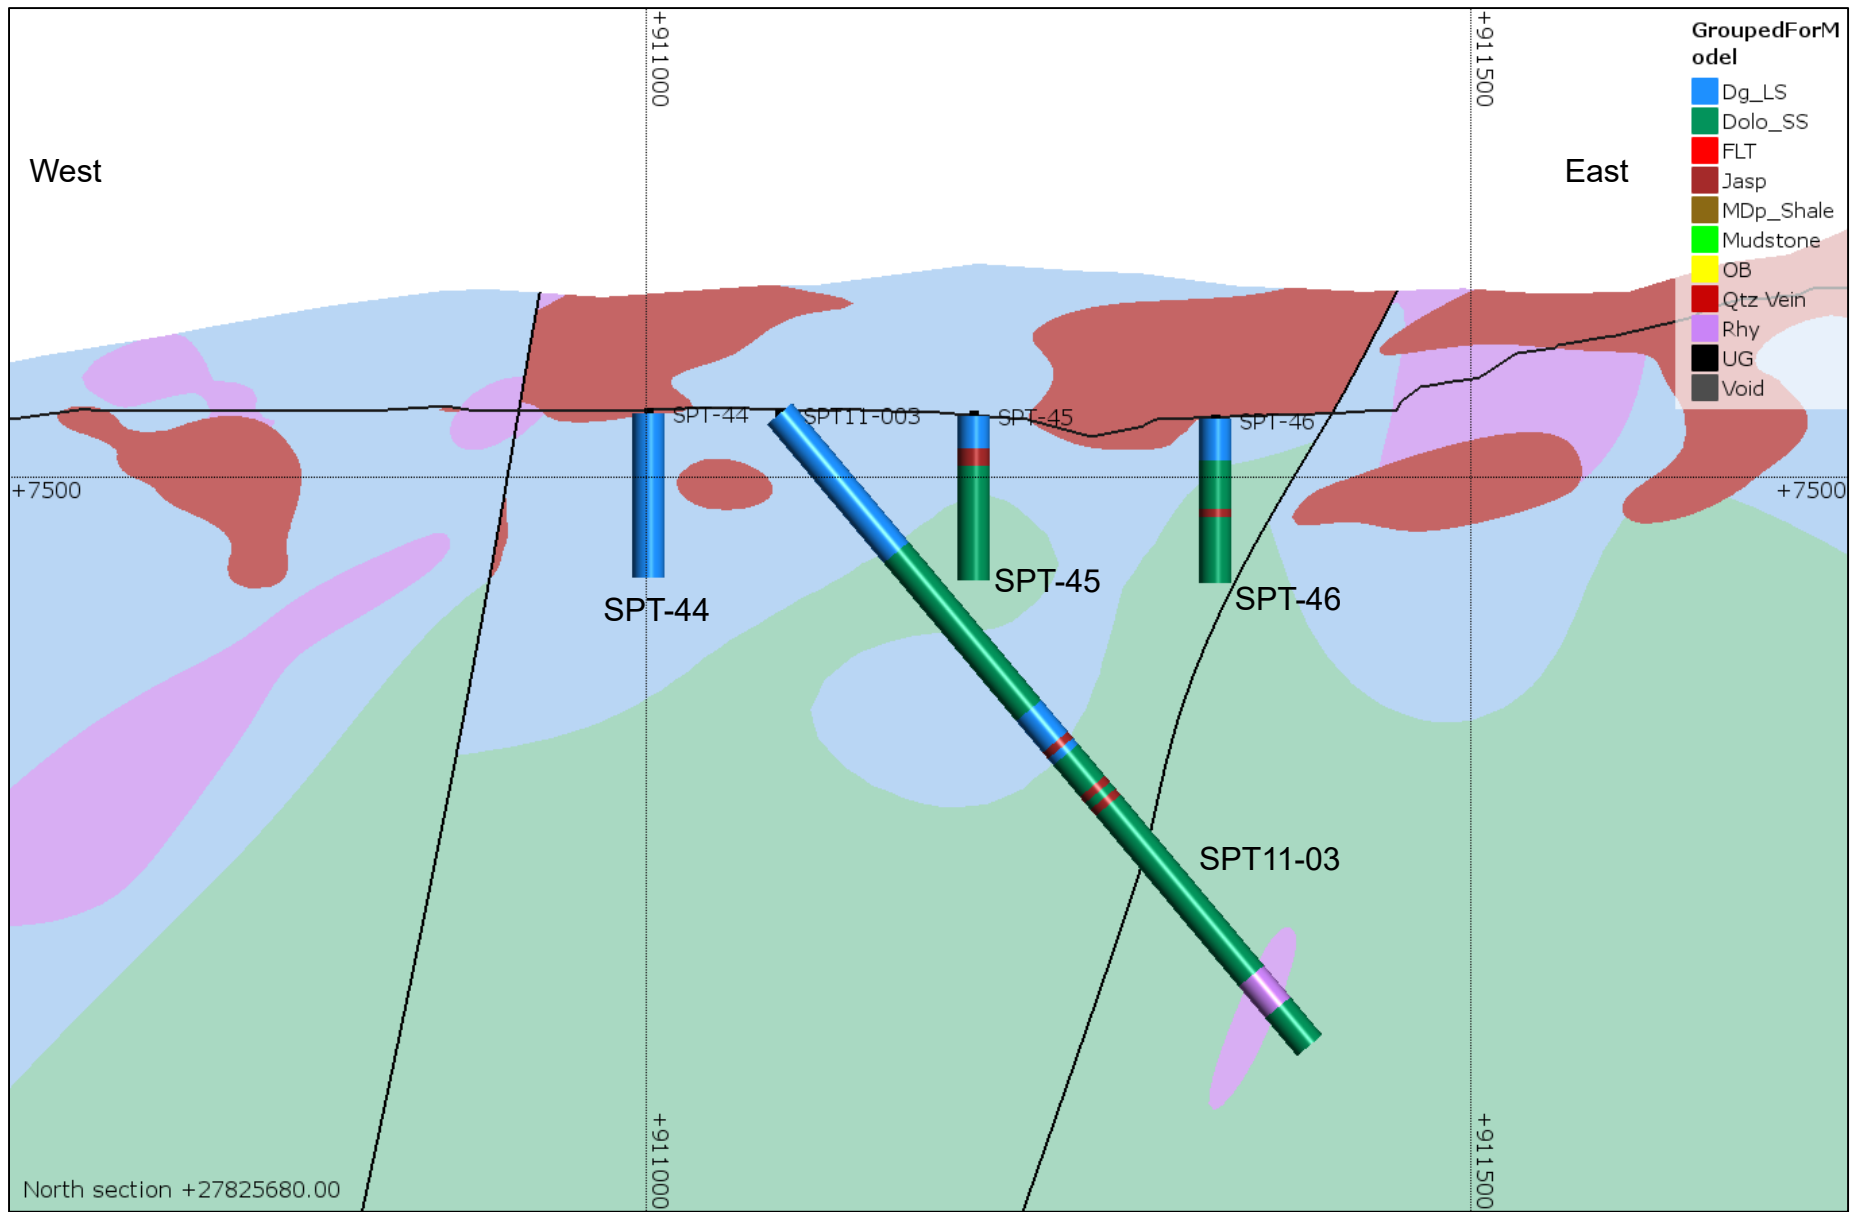 +911000
+911500
GroupedForM
odel
Dg_LS
Dolo_SS
FLT
Jasp
MDp_Shale
Mudstone
OB
Qtz Vein
Rhy
UG
Void
West
East
SPT-44
SPT11-003
SPT-45
SPT-46
+7500
+7500
SPT-44
SPT-45
SPT-46
SPT11-03
+911000
+911500
North section +27825680.00